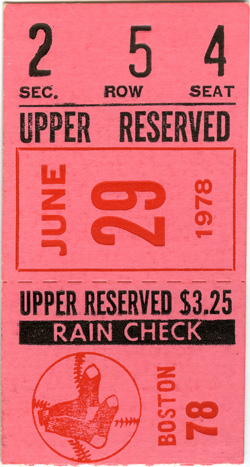 2 5 4
SEC. ROW SEAT
UPPER RESERVED
JUNE
29
1978
UPPER RESERVED $3.25
RAIN CHECK
BOSTON
78